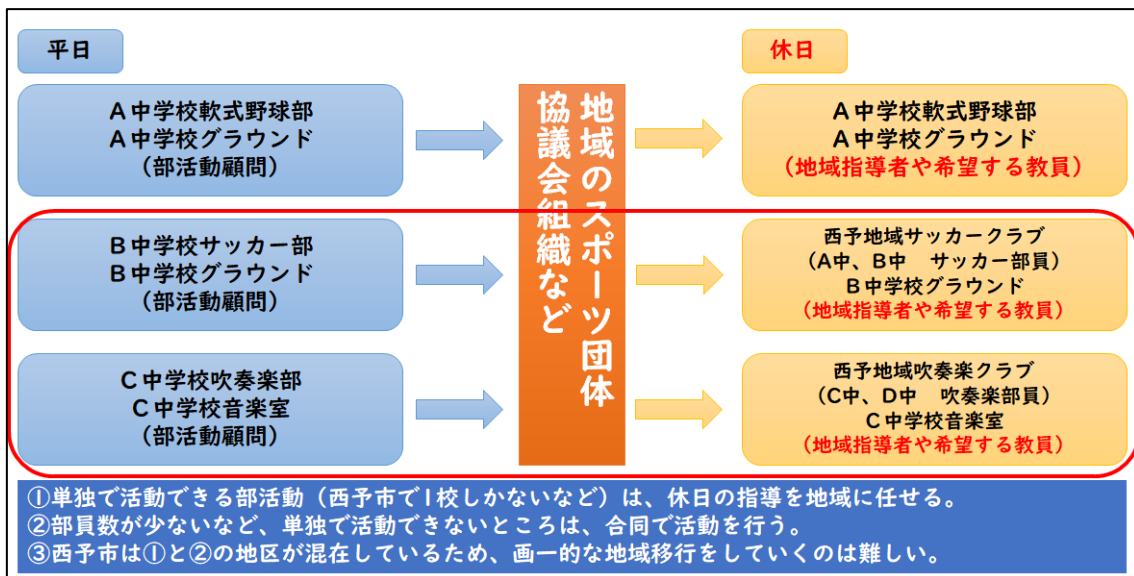 平日
休日
A中学校軟式野球部
A中学校グラウンド
(部活動顧問)
地域のスポーツ団体
協議会組織など
A中学校軟式野球部
A中学校グラウンド
(地域指導者や希望する教員)
B中学校サッカー部
B中学校グラウンド
(部活動顧問)
西予地域サッカークラブ
(A中、B中　サッカー部員)
B中学校グラウンド
(地域指導者や希望する教員)
C中学校吹奏楽部
C中学校音楽室
(部活動顧問)
西予地域吹奏楽クラブ
(C中、D中　吹奏楽部員)
C中学校音楽室
(地域指導者や希望する教員)
①単独で活動できる部活動（西予市で1校しかないなど）は、休日の指導を地域に任せる。
②部員数が少ないなど、単独で活動できないところは、合同で活動を行う。
③西予市は①と②の地区が混在しているため、画一的な地域移行をしていくのは難しい。